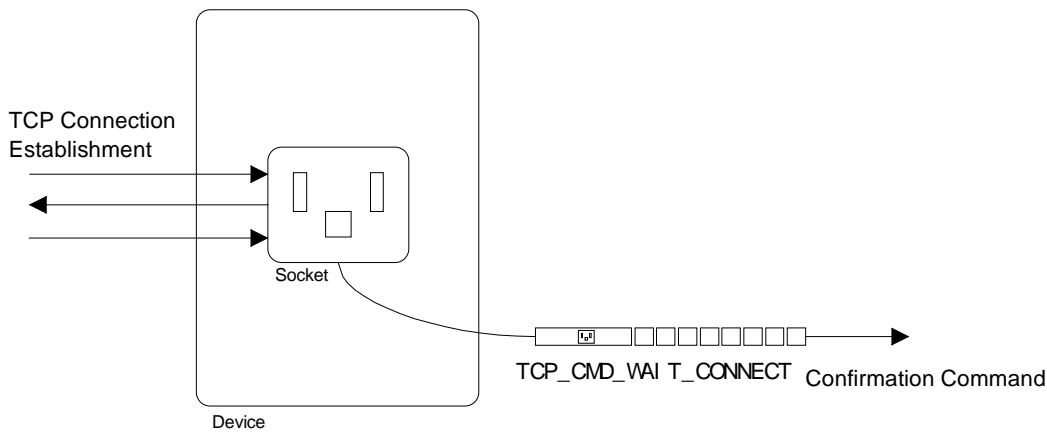 TCP Connection
Establishment
Socket
TCP_CMD_WAI T_CONNECT
Confirmation Command
Device